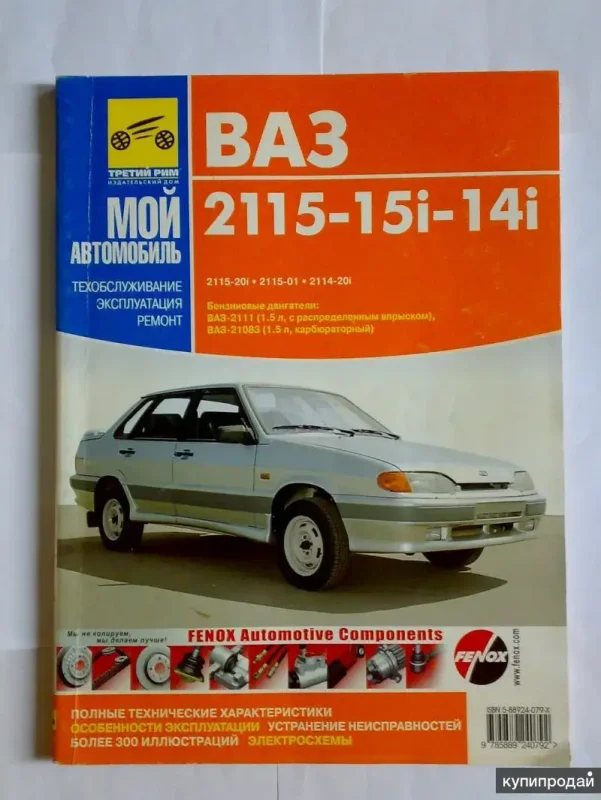 ТРЕТИЙ РИМ
ИЗДАТЕЛЬСКИЙ ДОМ
МОЙ
АВТОМОБИЛЬ
ТЕХОБСЛУЖИВАНИЕ
ЭКСПЛУАТАЦИЯ
РЕМОНТ
ВАЗ
2115-15i-14i
2115-20i • 2115-01 • 2114-20i
Бензиновые двигатели:
ВАЗ-2111 (1.5 л, с распределенным впрыском),
ВАЗ-21083 (1.5 л, карбюраторный)
Мы не копируем,
мы делаем лучше!
FENOX Automotive Components
FENOX
www.fenox.com
ПОЛНЫЕ ТЕХНИЧЕСКИЕ ХАРАКТЕРИСТИКИ
ОСОБЕННОСТИ ЭКСПЛУАТАЦИИ УСТРАНЕНИЕ НЕИСПРАВНОСТЕЙ
БОЛЕЕ 300 ИЛЛЮСТРАЦИЙ ЭЛЕКТРОСХЕМЫ
ISBN 5-88924-079-X
9 785889 240792 >
купипродай